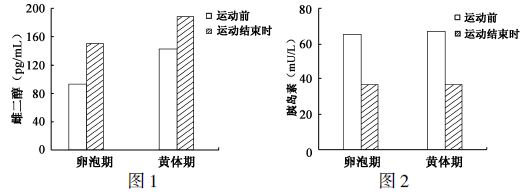 雌二醇（pg/mL）
200
160
120
80
40
0
运动前
运动结束时
卵泡期
黄体期
图 1
胰岛素（mU/L）
80
60
40
20
0
运动前
运动结束时
卵泡期
黄体期
图 2